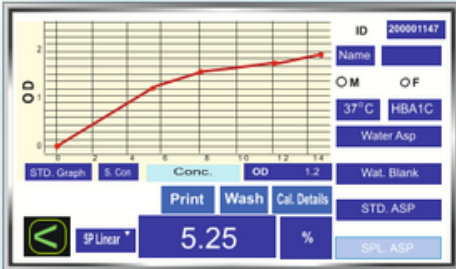 ID 200001147
Name
M F
37°C HBA1C
Water Asp
Wat. Blank
STD. ASP
SPL. ASP
OD
2
1
0
0 2 4 6 8 10 12 14
STD. Graph S. Con Conc. OD 1.2
Print Wash Cal. Details
SP Linear 5.25 %